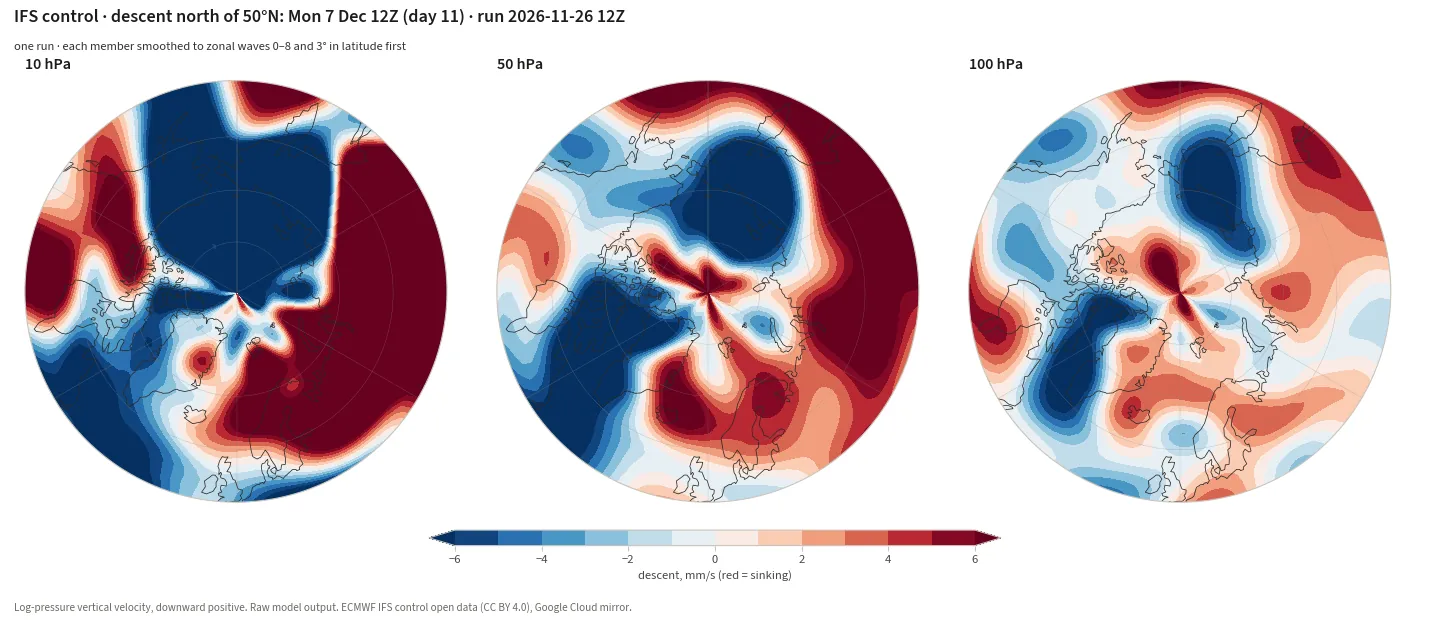 IFS control · descent north of 50°N: Mon 7 Dec 12Z (day 11) · run 2026-11-26 12Z
one run · each member smoothed to zonal waves 0–8 and 3° in latitude first
10 hPa
50 hPa
100 hPa
−6
−4
−2
0
2
4
6
descent, mm/s (red = sinking)
Log-pressure vertical velocity, downward positive. Raw model output. ECMWF IFS control open data (CC BY 4.0), Google Cloud mirror.